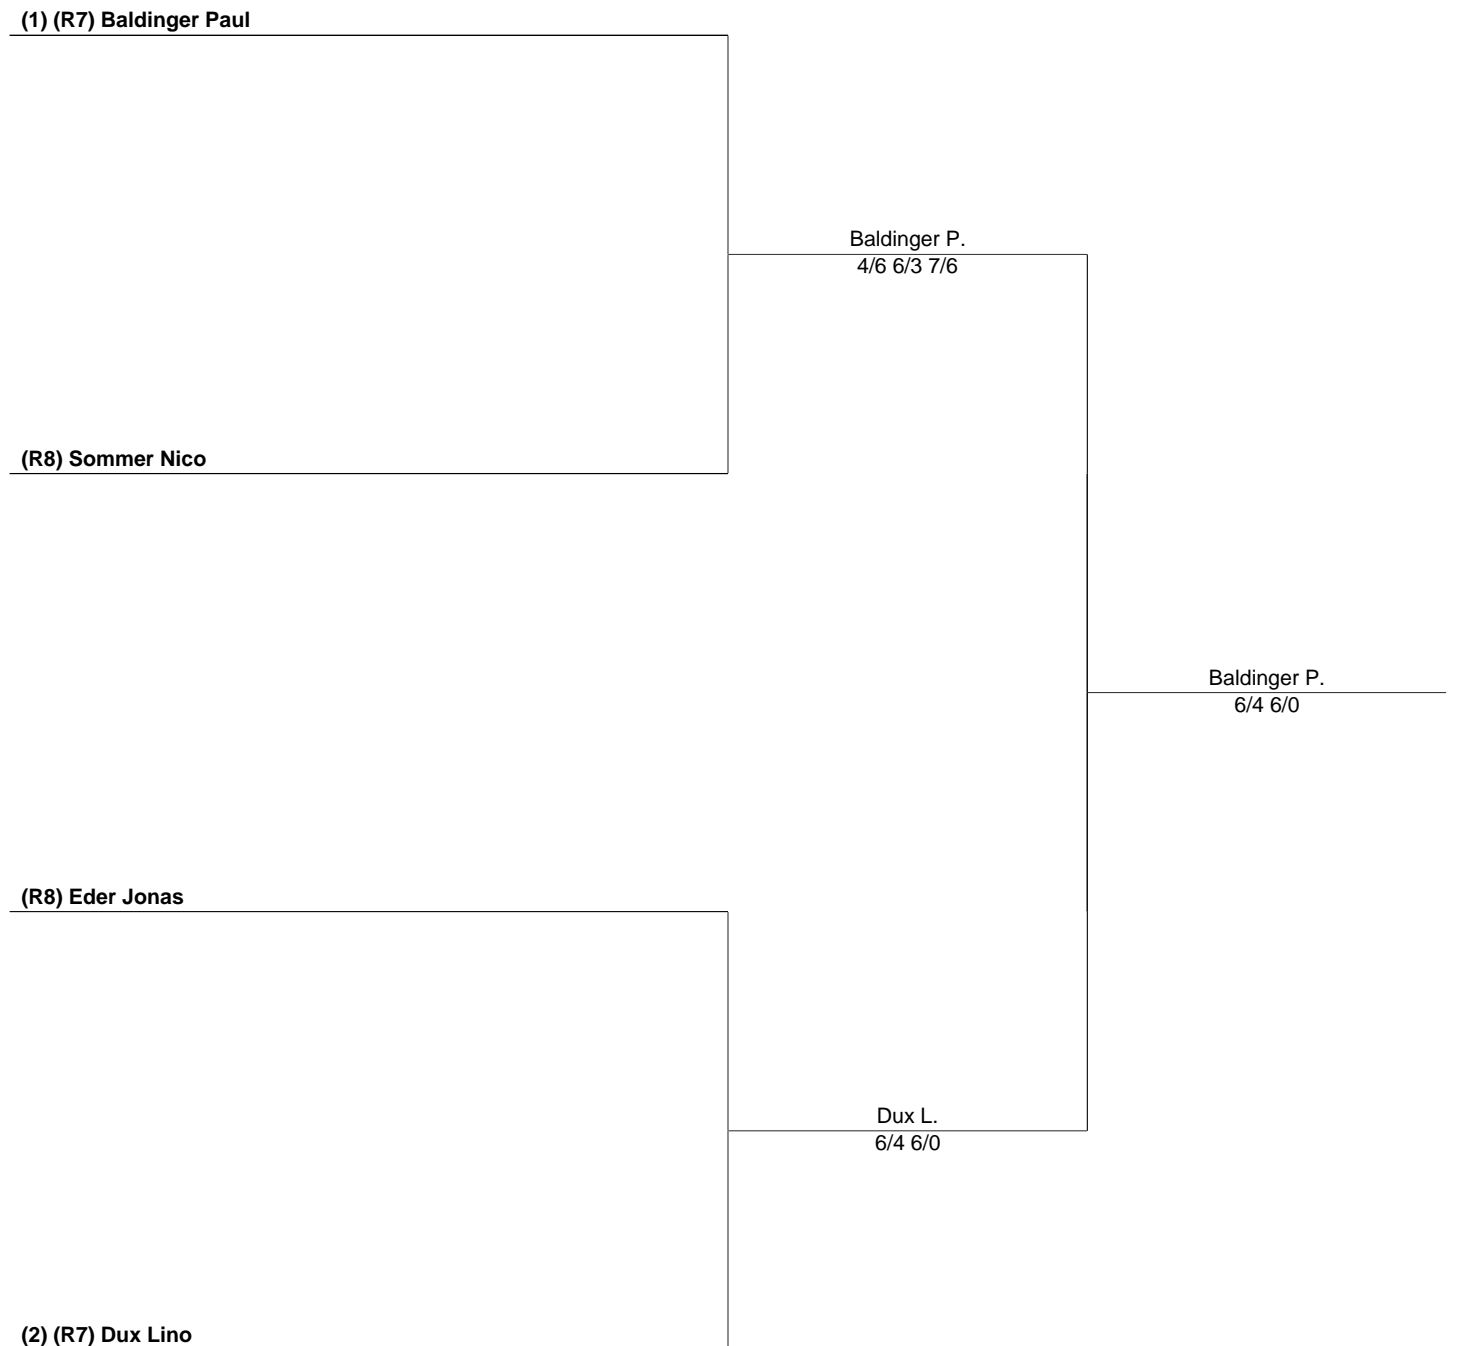 (1) (R7) Baldinger Paul
Baldinger P.
4/6 6/3 7/6
(R8) Sommer Nico
Baldinger P.
6/4 6/0
(R8) Eder Jonas
Dux L.
6/4 6/0
(2) (R7) Dux Lino